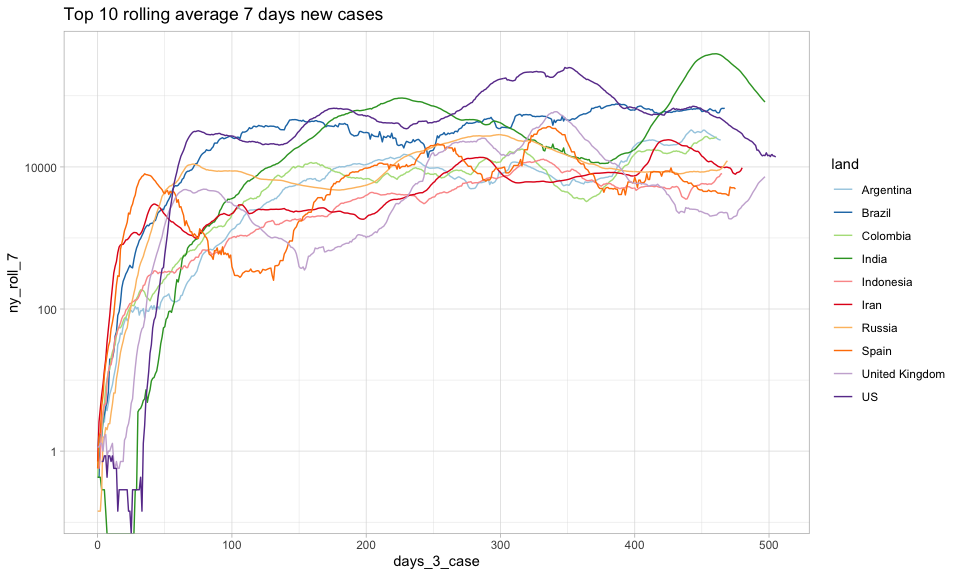 Top 10 rolling average 7 days new cases
ny_roll_7
10000
100
1
0
100
200
300
400
500
days_3_case
land
Argentina
Brazil
Colombia
India
Indonesia
Iran
Russia
Spain
United Kingdom
US